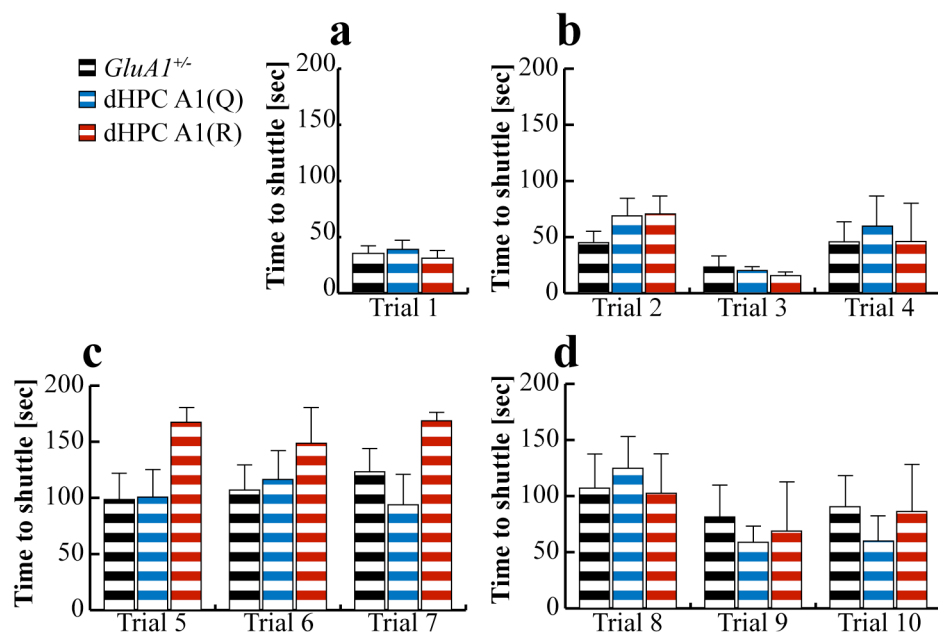 a
b
GluA1+/-
dHPC A1(Q)
dHPC A1(R)
Time to shuttle [sec]
200
150
100
50
0
Trial 1
Time to shuttle [sec]
200
150
100
50
0
Trial 2 Trial 3 Trial 4
c
d
Time to shuttle [sec]
200
150
100
50
0
Trial 5 Trial 6 Trial 7
Time to shuttle [sec]
200
150
100
50
0
Trial 8 Trial 9 Trial 10